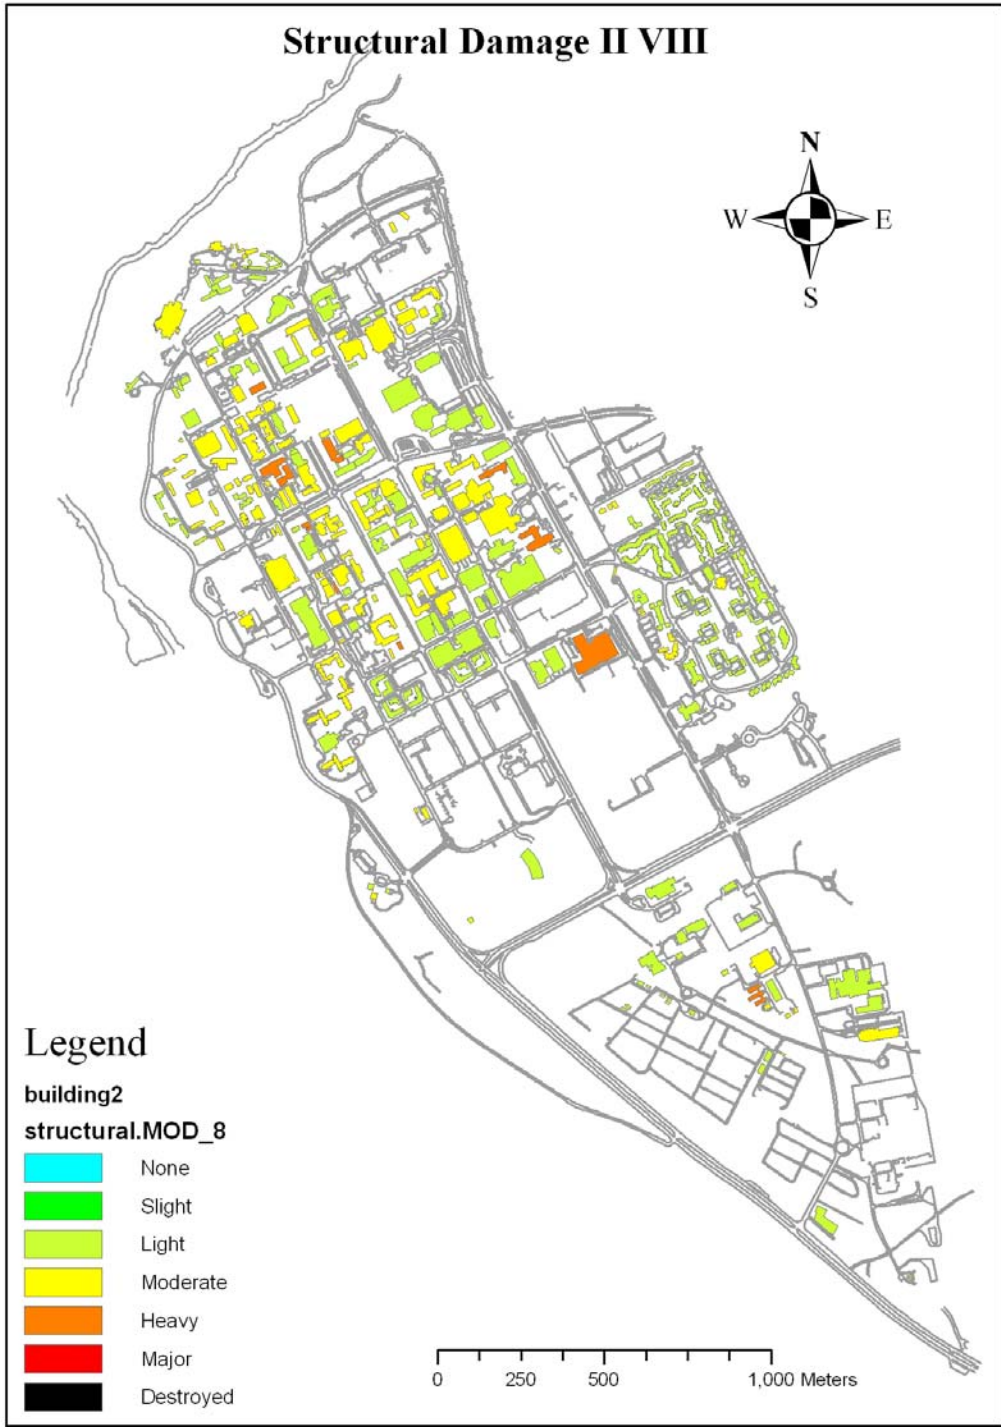 Structural Damage II VIII
N
W E
S
Legend
building2
structural.MOD_8
None
Slight
Light
Moderate
Heavy
Major
Destroyed
0 250 500 1,000 Meters